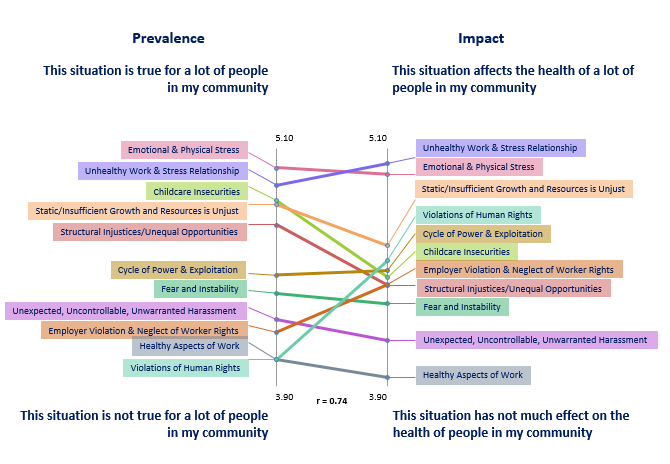 Prevalence
Impact
This situation is true for a lot of people
in my community
This situation affects the health of a lot of
people in my community
5.10
5.10
Emotional & Physical Stress
Unhealthy Work & Stress Relationship
Childcare Insecurities
Static/Insufficient Growth and Resources is Unjust
Structural Injustices/Unequal Opportunities
Cycle of Power & Exploitation
Fear and Instability
Unexpected, Uncontrollable, Unwarranted Harassment
Employer Violation & Neglect of Worker Rights
Healthy Aspects of Work
Violations of Human Rights
Unhealthy Work & Stress Relationship
Emotional & Physical Stress
Static/Insufficient Growth and Resources is Unjust
Violations of Human Rights
Cycle of Power & Exploitation
Childcare Insecurities
Employer Violation & Neglect of Worker Rights
Structural Injustices/Unequal Opportunities
Fear and Instability
Unexpected, Uncontrollable, Unwarranted Harassment
Healthy Aspects of Work
3.90
r = 0.74
3.90
This situation is not true for a lot of people
in my community
This situation has not much effect on the
health of people in my community